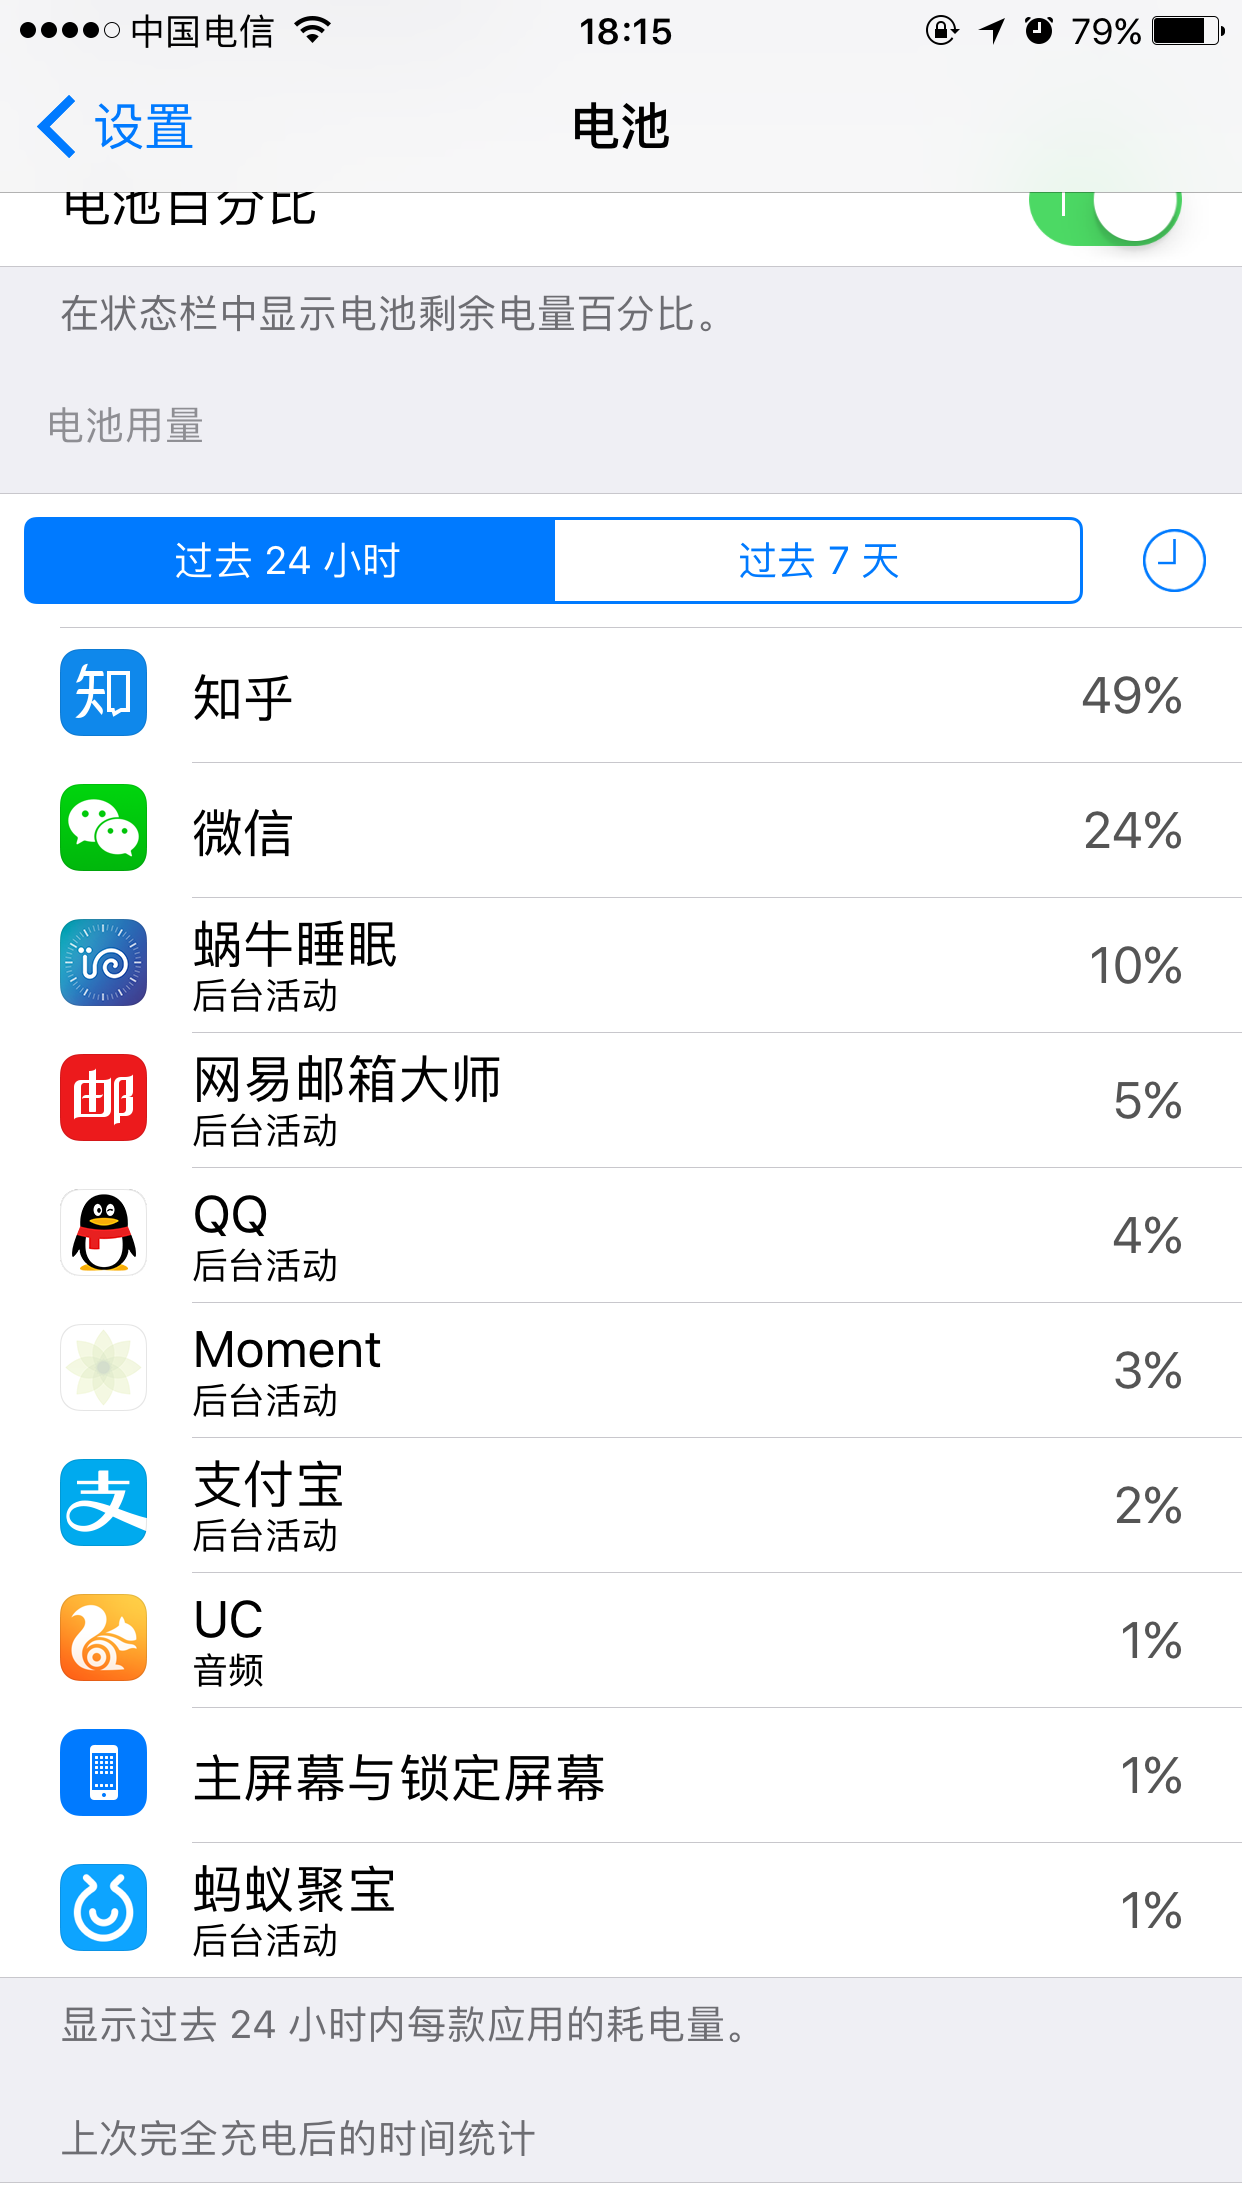 中国电信 18:15 79%
设置 电池
电池百分比
在状态栏中显示电池剩余电量百分比。
电池用量
过去 24 小时 过去 7 天
知 知乎 49%
微信 24%
蜗牛睡眠 10%
后台活动
邮 网易邮箱大师 5%
后台活动
QQ 4%
后台活动
Moment 3%
后台活动
支 支付宝 2%
后台活动
UC 1%
音频
主屏幕与锁定屏幕 1%
蚂蚁聚宝 1%
后台活动
显示过去 24 小时内每款应用的耗电量。
上次完全充电后的时间统计